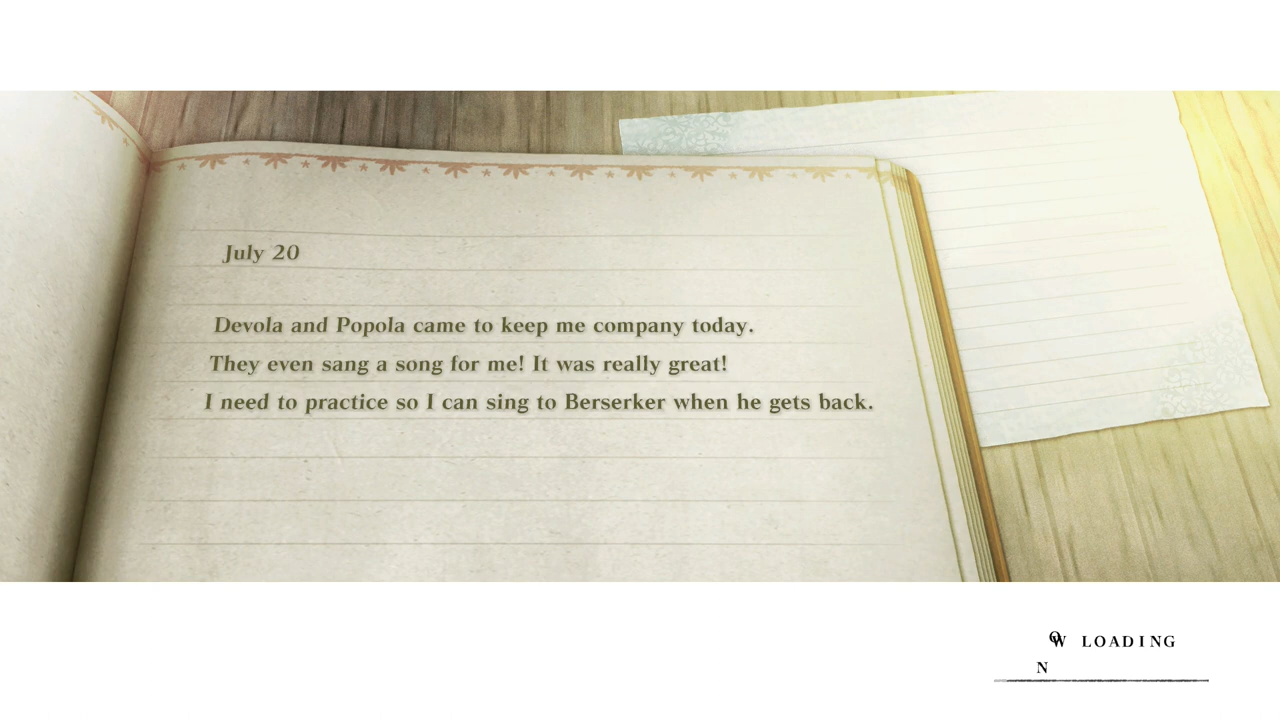 July 20
Devola and Popola came to keep me company today.
They even sang a song for me! It was really great!
I need to practice so I can sing to Berserker when he gets back.
NOW LOADING